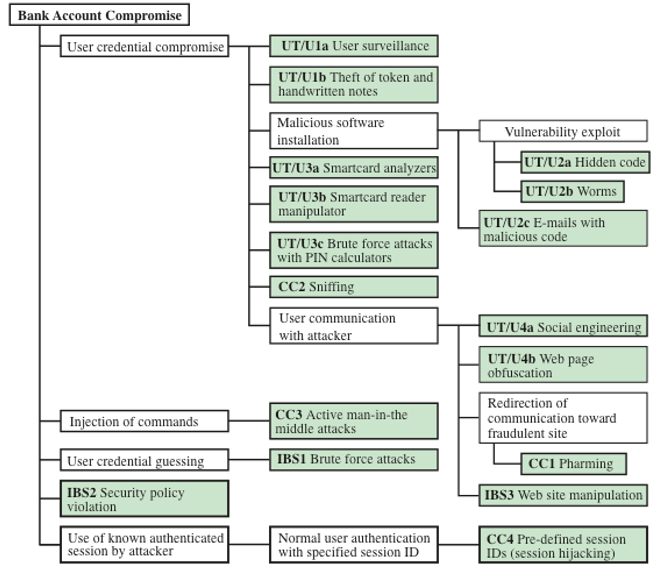 Bank Account Compromise
User credential compromise
UT/U1a User surveillance
UT/U1b Theft of token and
handwritten notes
Malicious software
installation
Vulnerability exploit
UT/U2a Hidden code
UT/U2b Worms
UT/U2c E-mails with
malicious code
UT/U3a Smartcard analyzers
UT/U3b Smartcard reader
manipulator
UT/U3c Brute force attacks
with PIN calculators
CC2 Sniffing
User communication
with attacker
UT/U4a Social engineering
UT/U4b Web page
obfuscation
Redirection of
communication toward
fraudulent site
CC1 Pharming
IBS3 Web site manipulation
Injection of commands
CC3 Active man-in-the
middle attacks
User credential guessing
IBS1 Brute force attacks
IBS2 Security policy
violation
Use of known authenticated
session by attacker
Normal user authentication
with specified session ID
CC4 Pre-defined session
IDs (session hijacking)